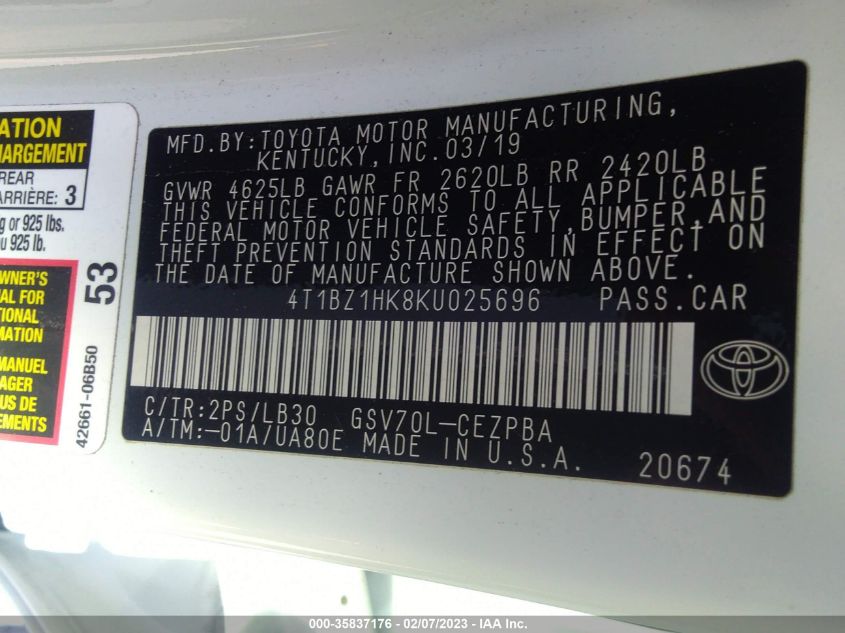 ATION
HARGEMENT
REAR
ARRIÈRE: 3
g or 925 lbs.
u 925 lb.
OWNER'S
AL FOR
TIONAL
MATION
MANUEL
AGER
US DE
EMENTS
53
42661-06B50
MFD.BY:TOYOTA MOTOR MANUFACTURING,
KENTUCKY,INC.03/19
GVWR 4625LB GAWR FR 2620LB RR 2420LB
THIS VEHICLE CONFORMS TO ALL APPLICABLE
FEDERAL MOTOR VEHICLE SAFETY,BUMPER,AND
THEFT PREVENTION STANDARDS IN EFFECT ON
THE DATE OF MANUFACTURE SHOWN ABOVE.
4T1BZ1HK8KU025696 PASS.CAR
C/TR:2PS/LB30 GSV70L-CEZPBA
A/TM:-01A/UA80E MADE IN U.S.A.
20674
000-35837176 - 02/07/2023 - IAA Inc.